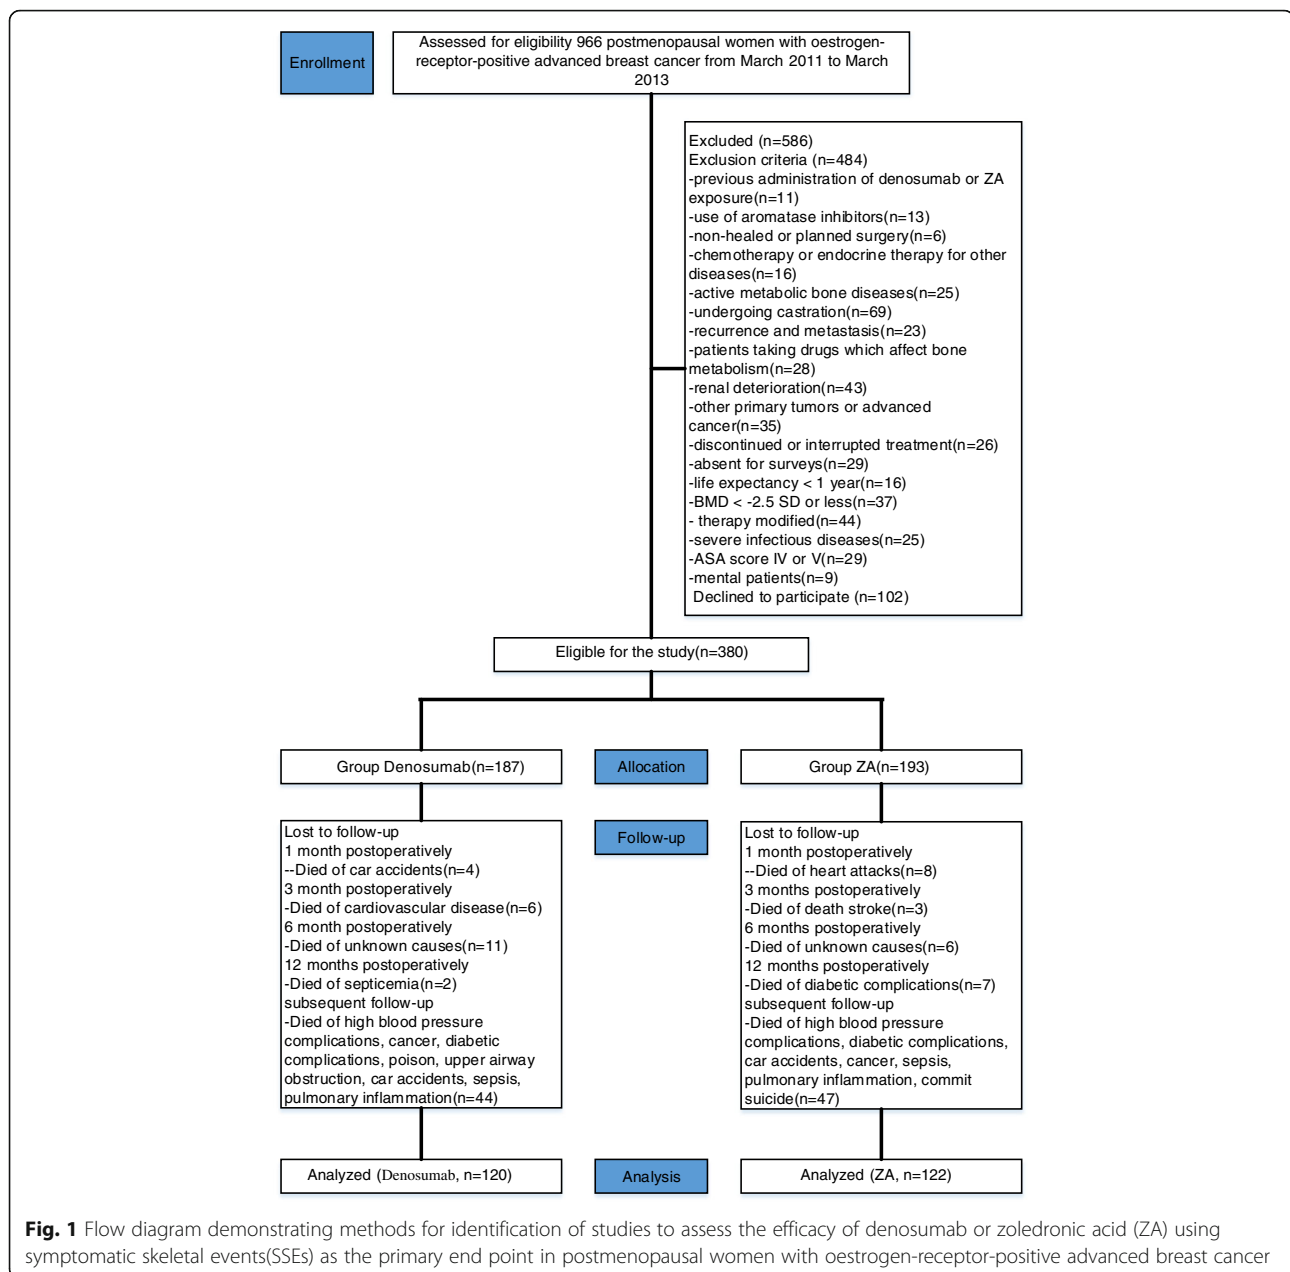 Enrollment
Assessed for eligibility 966 postmenopausal women with oestrogen-
receptor-positive advanced breast cancer from March 2011 to March
2013
Excluded (n=586)
Exclusion criteria (n=484)
-previous administration of denosumab or ZA
exposure(n=11)
-use of aromatase inhibitors(n=13)
-non-healed or planned surgery(n=6)
-chemotherapy or endocrine therapy for other
diseases(n=16)
-active metabolic bone diseases(n=25)
-undergoing castration(n=69)
-recurrence and metastasis(n=23)
-patients taking drugs which affect bone
metabolism(n=28)
-renal deterioration(n=43)
-other primary tumors or advanced
cancer(n=35)
-discontinued or interrupted treatment(n=26)
-absent for surveys(n=29)
-life expectancy < 1 year(n=16)
-BMD < -2.5 SD or less(n=37)
- therapy modified(n=44)
-severe infectious diseases(n=25)
-ASA score IV or V(n=29)
-mental patients(n=9)
Declined to participate (n=102)
Eligible for the study(n=380)
Group Denosumab(n=187)
Allocation
Group ZA(n=193)
Lost to follow-up
1 month postoperatively
--Died of car accidents(n=4)
3 month postoperatively
-Died of cardiovascular disease(n=6)
6 month postoperatively
-Died of unknown causes(n=11)
12 months postoperatively
-Died of septicemia(n=2)
subsequent follow-up
-Died of high blood pressure
complications, cancer, diabetic
complications, poison, upper airway
obstruction, car accidents, sepsis,
pulmonary inflammation(n=44)
Follow-up
Lost to follow-up
1 month postoperatively
--Died of heart attacks(n=8)
3 months postoperatively
-Died of death stroke(n=3)
6 months postoperatively
-Died of unknown causes(n=6)
12 months postoperatively
-Died of diabetic complications(n=7)
subsequent follow-up
-Died of high blood pressure
complications, diabetic complications,
car accidents, cancer, sepsis,
pulmonary inflammation, commit
suicide(n=47)
Analyzed (Denosumab, n=120)
Analysis
Analyzed (ZA, n=122)
Fig. 1 Flow diagram demonstrating methods for identification of studies to assess the efficacy of denosumab or zoledronic acid (ZA) using
symptomatic skeletal events(SSEs) as the primary end point in postmenopausal women with oestrogen-receptor-positive advanced breast cancer